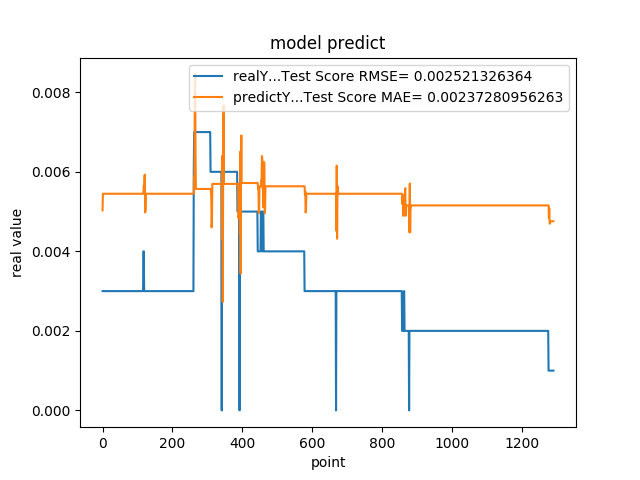 model predict
realY...Test Score RMSE= 0.002521326364
predictY...Test Score MAE= 0.00237280956263
0.008
0.006
0.004
0.002
0.000
real value
0 200 400 600 800 1000 1200
point